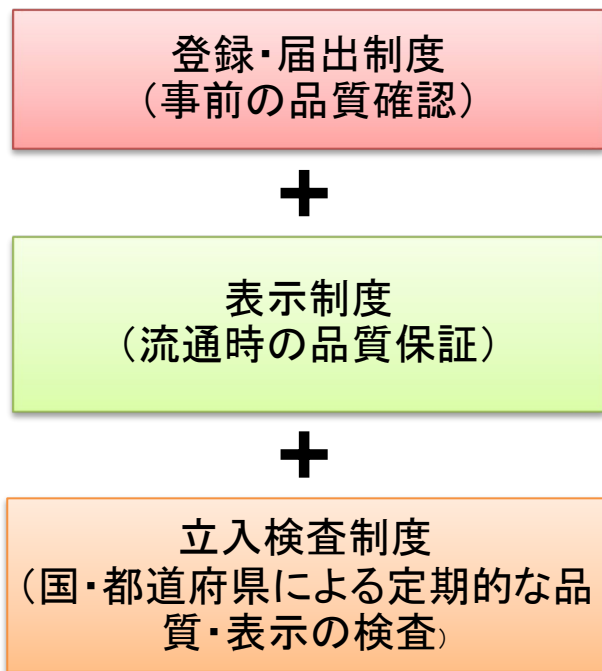 登録・届出制度
（事前の品質確認）
+
表示制度
（流通時の品質保証）
+
立入検査制度
（国・都道府県による定期的な品
質・表示の検査）